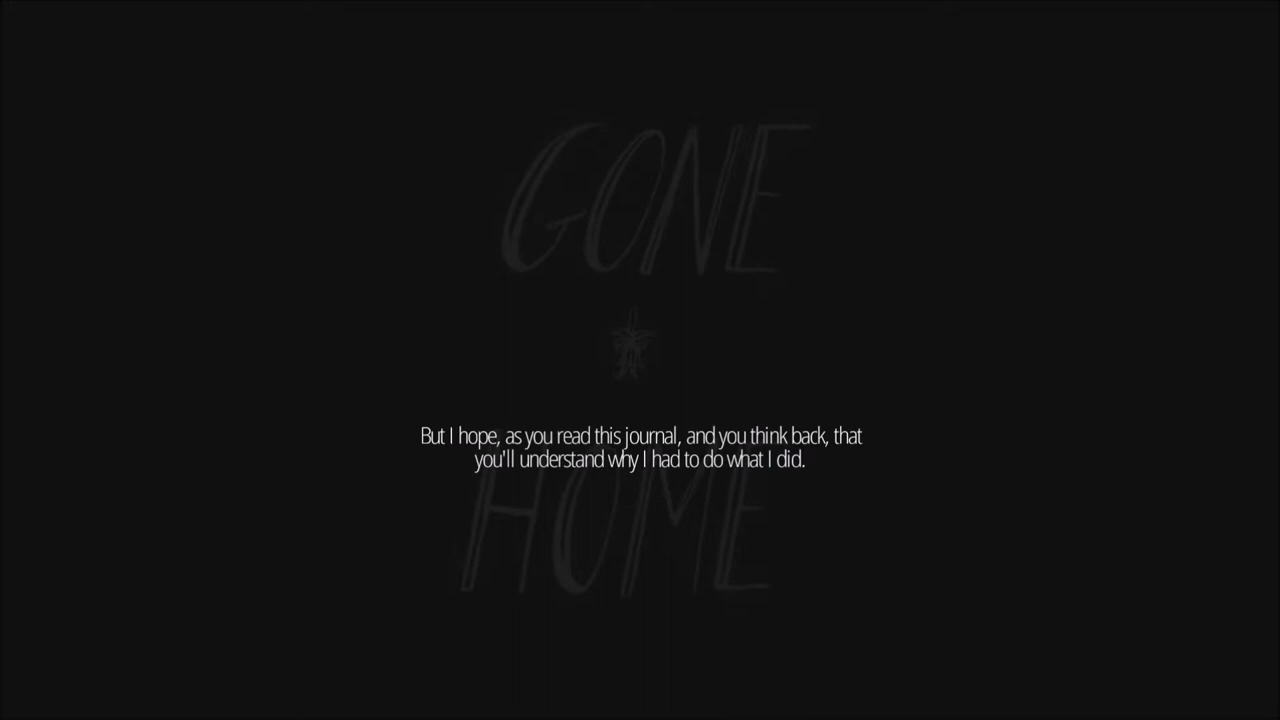 GONE
But I hope, as you read this journal, and you think back, that
you'll understand why I had to do what I did.
HOME